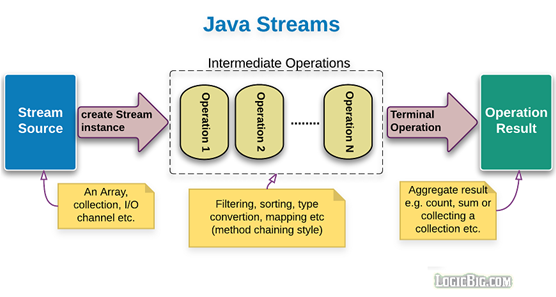 Java Streams
Intermediate Operations
Stream
Source
create Stream
instance
Operation 1
Operation 2
........
Operation N
Terminal
Operation
Operation
Result
An Array,
collection, I/O
channel etc.
Filtering, sorting, type
convertion, mapping etc
(method chaining style)
Aggregate result
e.g. count, sum or
collecting a
collection etc.
LogicBig.com